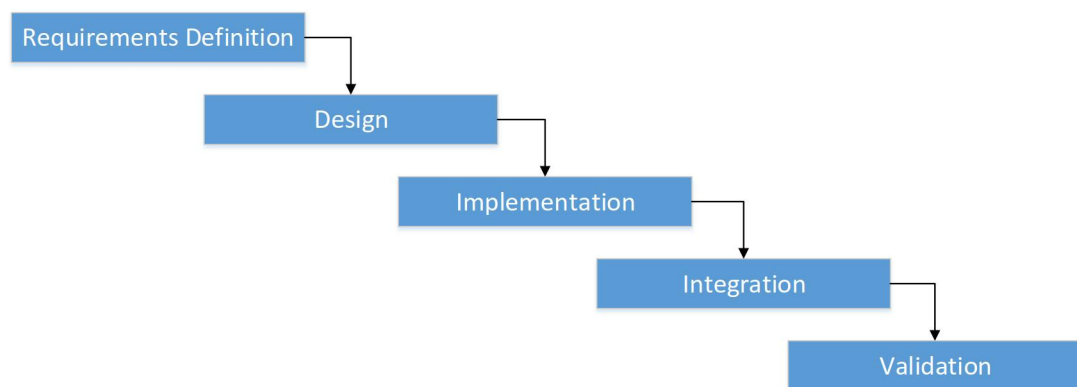 Requirements Definition
Design
Implementation
Integration
Validation